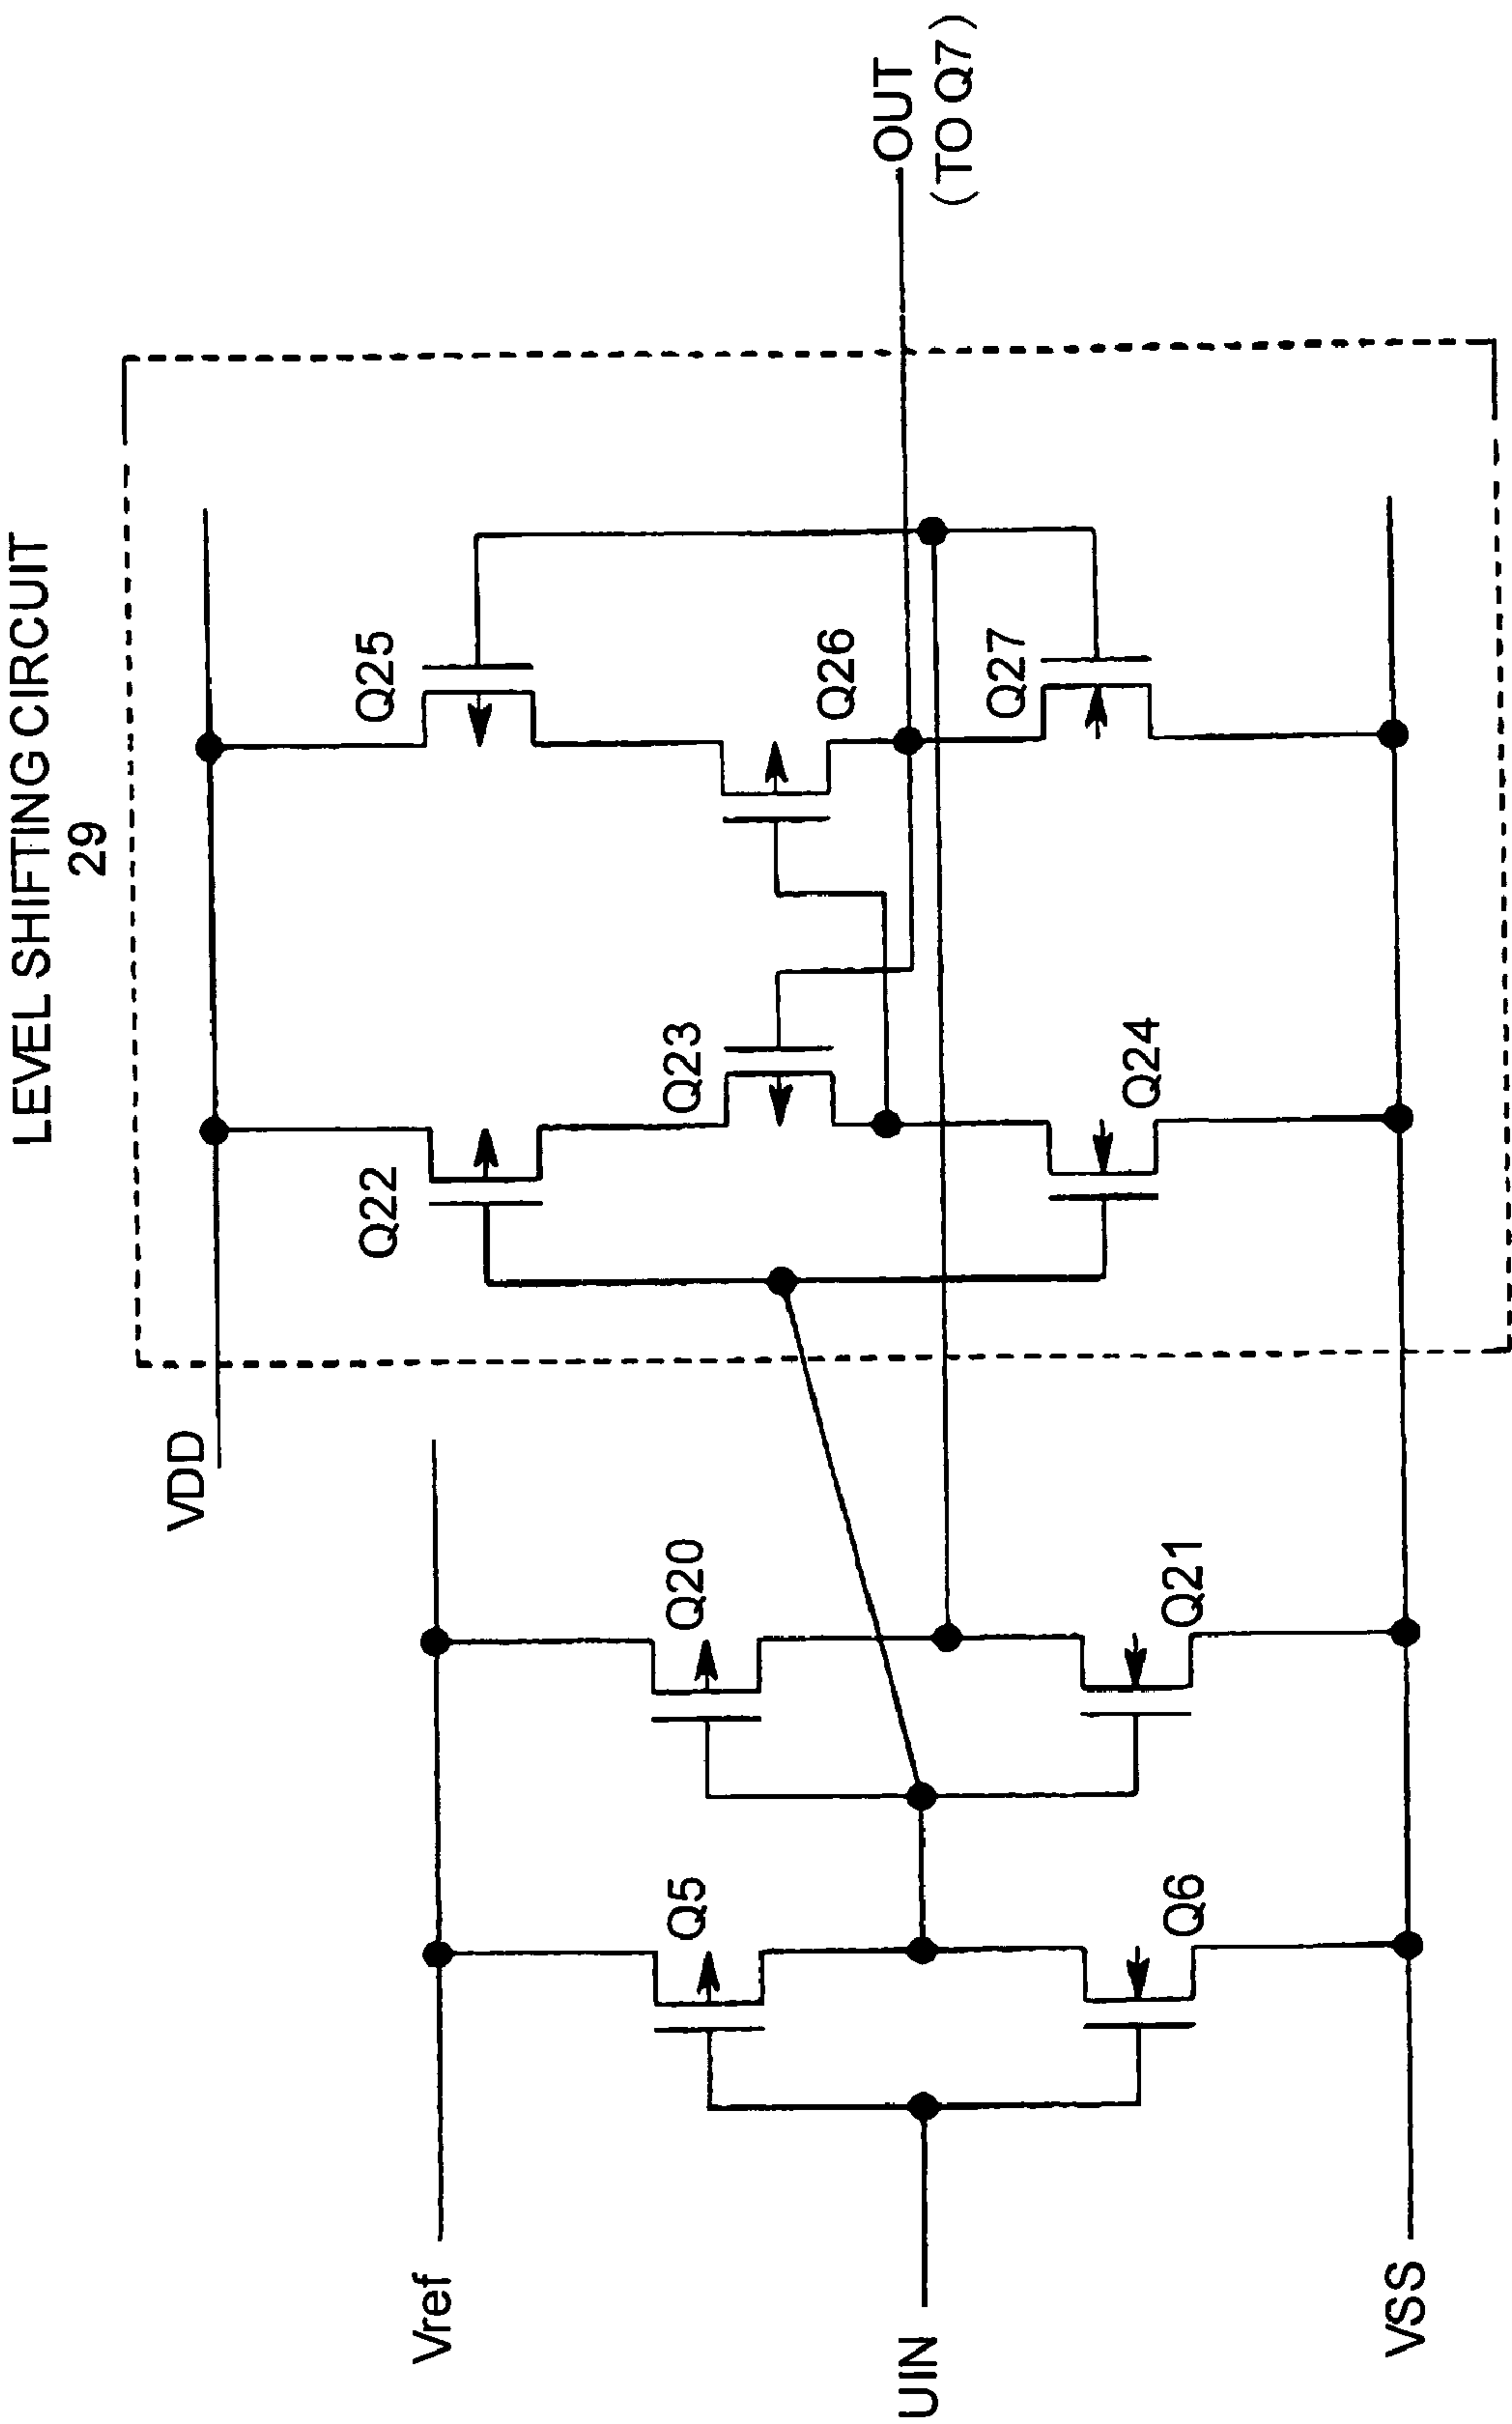 LEVEL SHIFTING CIRCUIT
29
VDD
Vref
UIN
VSS
Q5
Q6
Q20
Q21
Q22
Q23
Q24
Q25
Q26
Q27
OUT
(TO Q7)